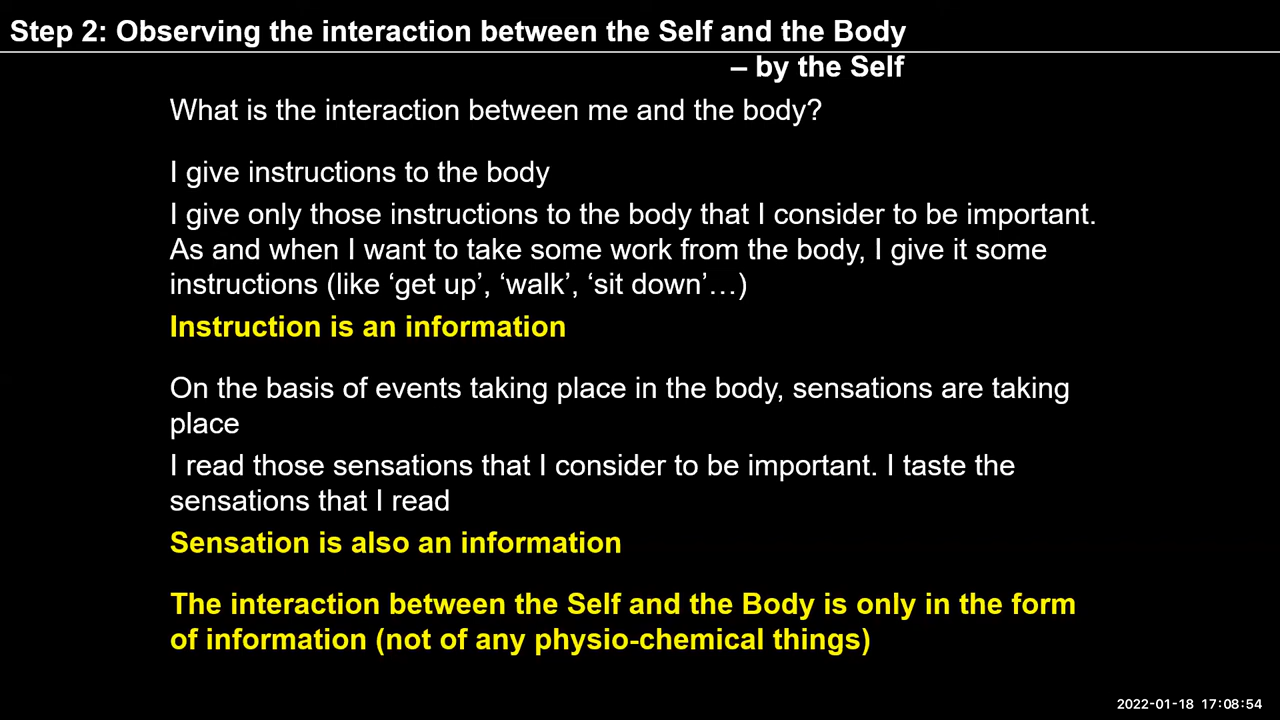 Step 2: Observing the interaction between the Self and the Body
– by the Self
What is the interaction between me and the body?
I give instructions to the body
I give only those instructions to the body that I consider to be important.
As and when I want to take some work from the body, I give it some
instructions (like ‘get up’, ‘walk’, ‘sit down’…)
Instruction is an information
On the basis of events taking place in the body, sensations are taking
place
I read those sensations that I consider to be important. I taste the
sensations that I read
Sensation is also an information
The interaction between the Self and the Body is only in the form
of information (not of any physio-chemical things)
2022-01-18 17:08:54